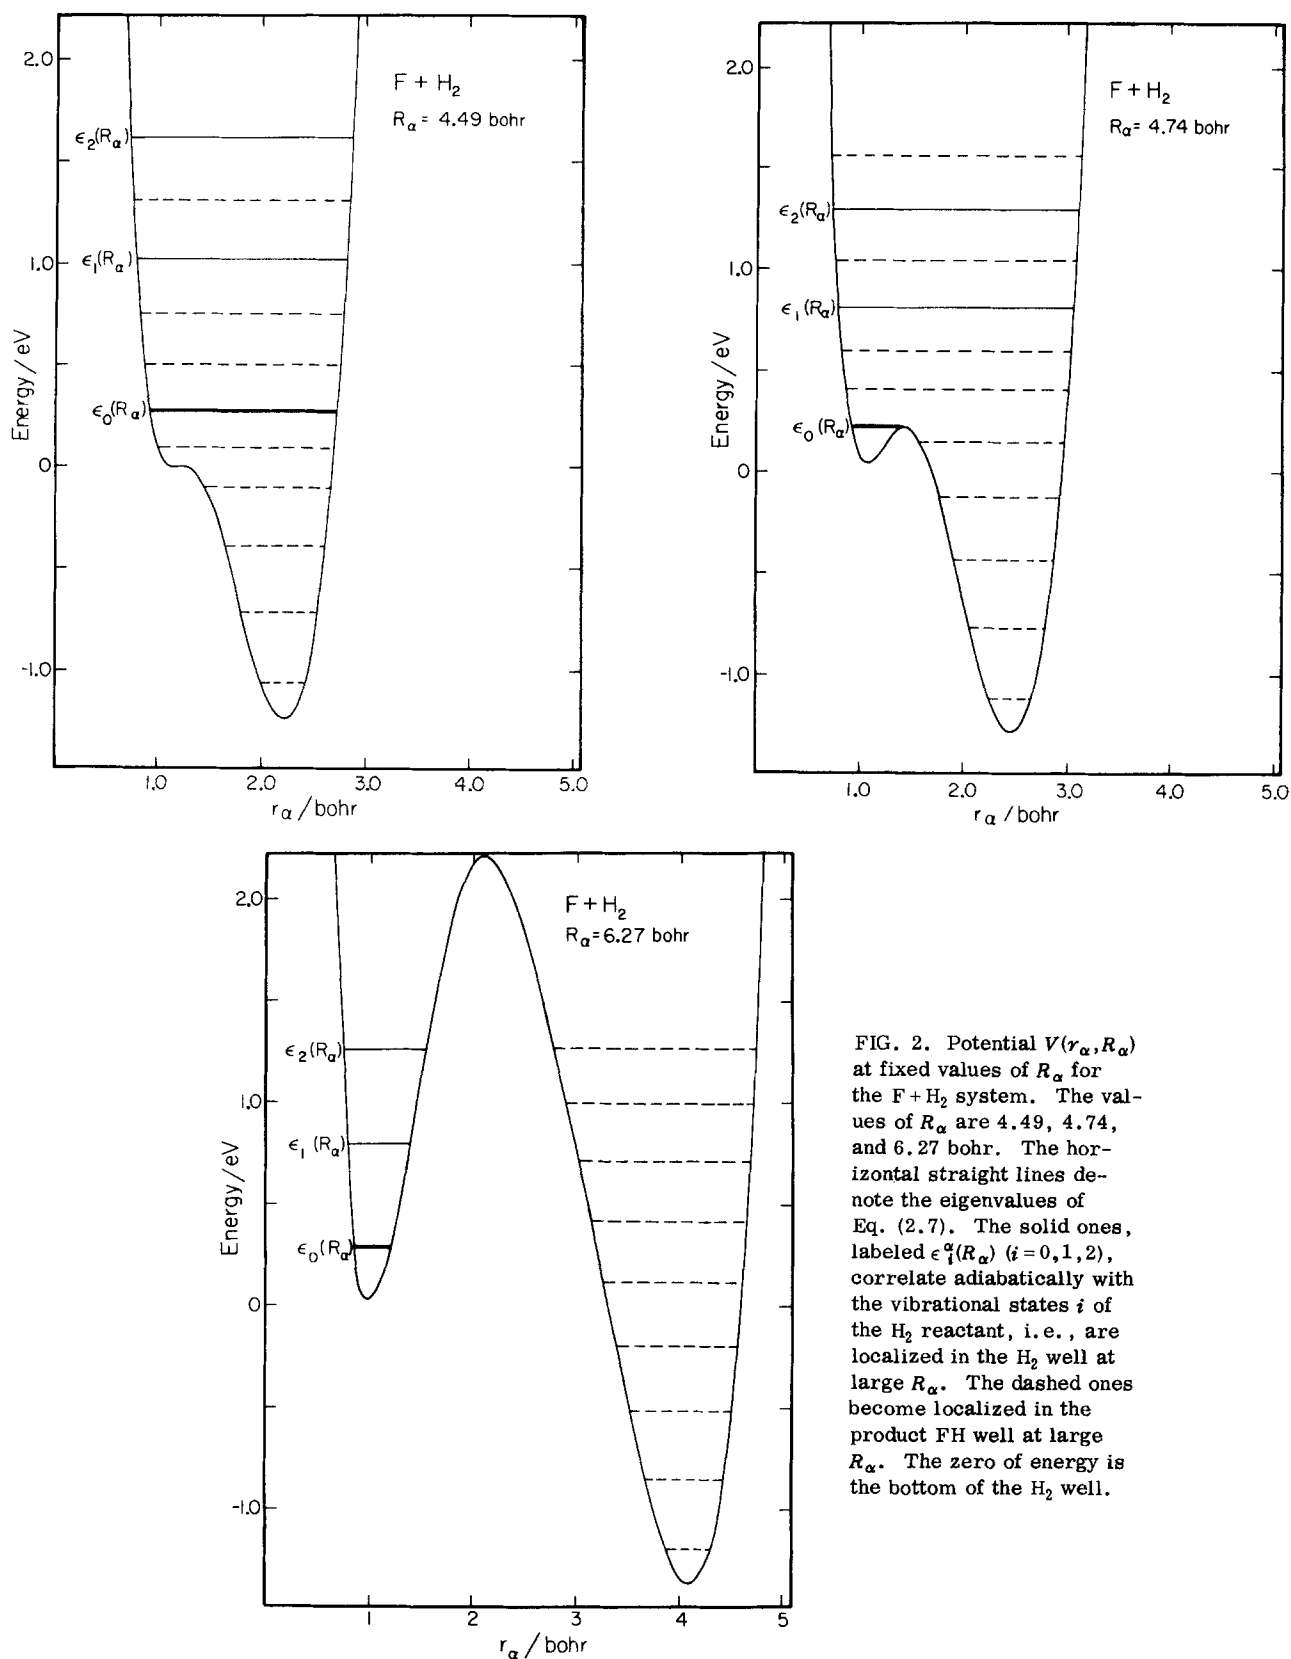 F + H₂
Rα = 4.49 bohr
2.0
1.0
0
-1.0
Energy / eV
ε₂(Rα)
ε₁(Rα)
ε₀(Rα)
1.0 2.0 3.0 4.0 5.0
rα / bohr
F + H₂
Rα = 4.74 bohr
2.0
1.0
0
-1.0
Energy / eV
ε₂(Rα)
ε₁(Rα)
ε₀(Rα)
1.0 2.0 3.0 4.0 5.0
rα / bohr
F + H₂
Rα = 6.27 bohr
2.0
1.0
0
-1.0
Energy / eV
ε₂(Rα)
ε₁(Rα)
ε₀(Rα)
1 2 3 4 5
rα / bohr
FIG. 2. Potential V(rα,Rα)
at fixed values of Rα for
the F + H₂ system. The val-
ues of Rα are 4.49, 4.74,
and 6.27 bohr. The hor-
izontal straight lines de-
note the eigenvalues of
Eq. (2.7). The solid ones,
labeled εᵢᵅ(Rα) (i = 0, 1, 2),
correlate adiabatically with
the vibrational states i of
the H₂ reactant, i.e., are
localized in the H₂ well at
large Rα. The dashed ones
become localized in the
product FH well at large
Rα. The zero of energy is
the bottom of the H₂ well.